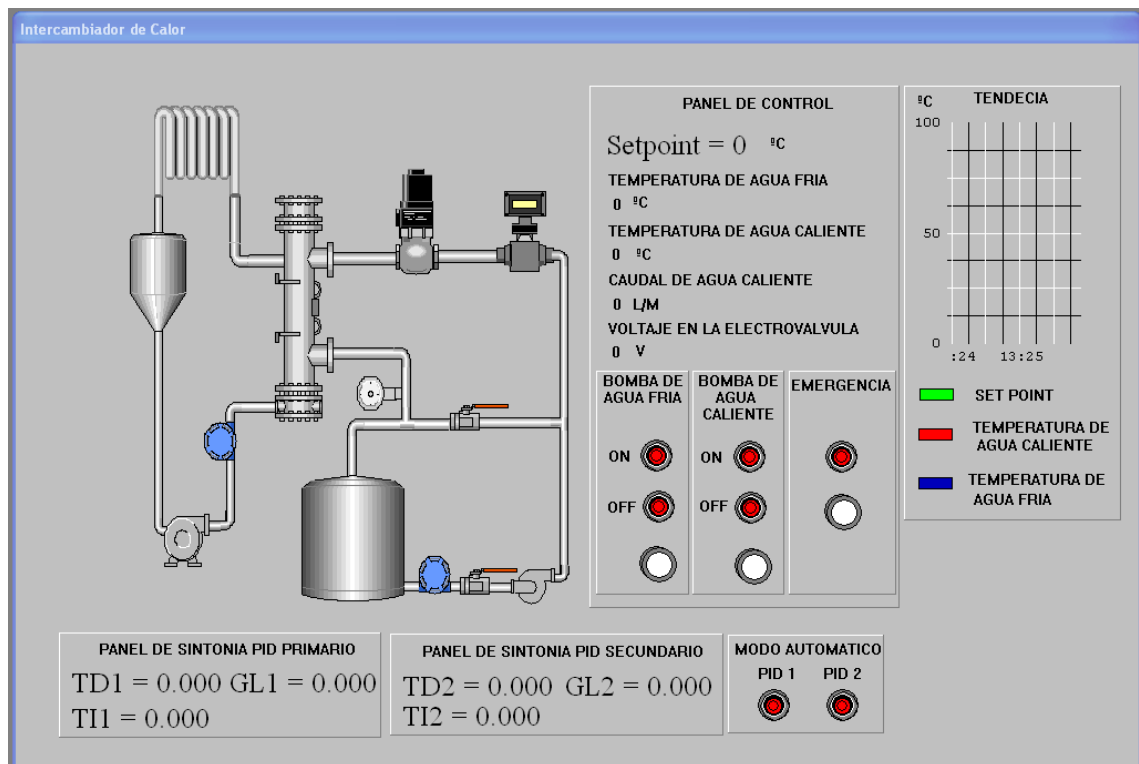 Intercambiador de Calor
PANEL DE CONTROL
Setpoint = 0 ºC
TEMPERATURA DE AGUA FRIA
0 ºC
TEMPERATURA DE AGUA CALIENTE
0 ºC
CAUDAL DE AGUA CALIENTE
0 L/M
VOLTAJE EN LA ELECTROVALVULA
0 V
BOMBA DE
AGUA FRIA
ON
OFF
BOMBA DE
AGUA
CALIENTE
ON
OFF
EMERGENCIA
ºC
TENDECIA
100
50
0
:24 13:25
SET POINT
TEMPERATURA DE
AGUA CALIENTE
TEMPERATURA DE
AGUA FRIA
PANEL DE SINTONIA PID PRIMARIO
TD1 = 0.000 GL1 = 0.000
TI1 = 0.000
PANEL DE SINTONIA PID SECUNDARIO
TD2 = 0.000 GL2 = 0.000
TI2 = 0.000
MODO AUTOMATICO
PID 1 PID 2